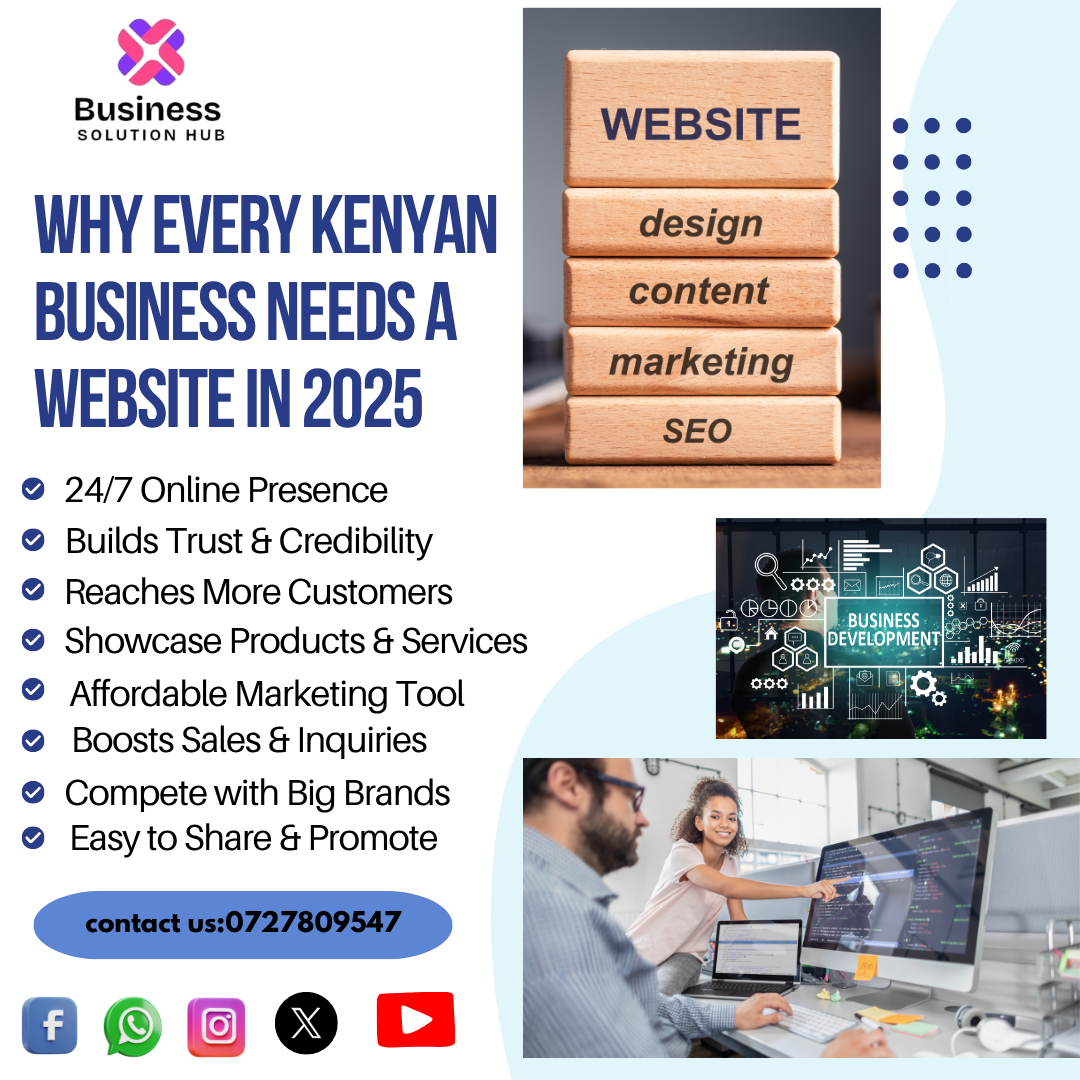 Business
SOLUTION HUB
WHY EVERY KENYAN
BUSINESS NEEDS A
WEBSITE IN 2025
24/7 Online Presence
Builds Trust & Credibility
Reaches More Customers
Showcase Products & Services
Affordable Marketing Tool
Boosts Sales & Inquiries
Compete with Big Brands
Easy to Share & Promote
contact us:0727809547
WEBSITE
design
content
marketing
SEO
BUSINESS
DEVELOPMENT